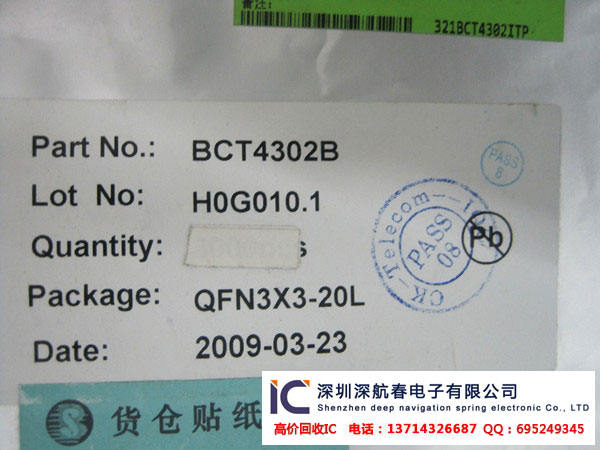 备注:
321BCT4302ITP
Part No.: BCT4302B
Lot No: H0G010.1
Quantity: s
Package: QFN3X3-20L
Date: 2009-03-23
PASS
8
CK-Telecom
PASS
08
Pb
货仓贴纸
IC 深圳深航春电子有限公司
Shenzhen deep navigation spring electronic Co., LTD
高价回收IC 电话:13714326687 QQ:695249345